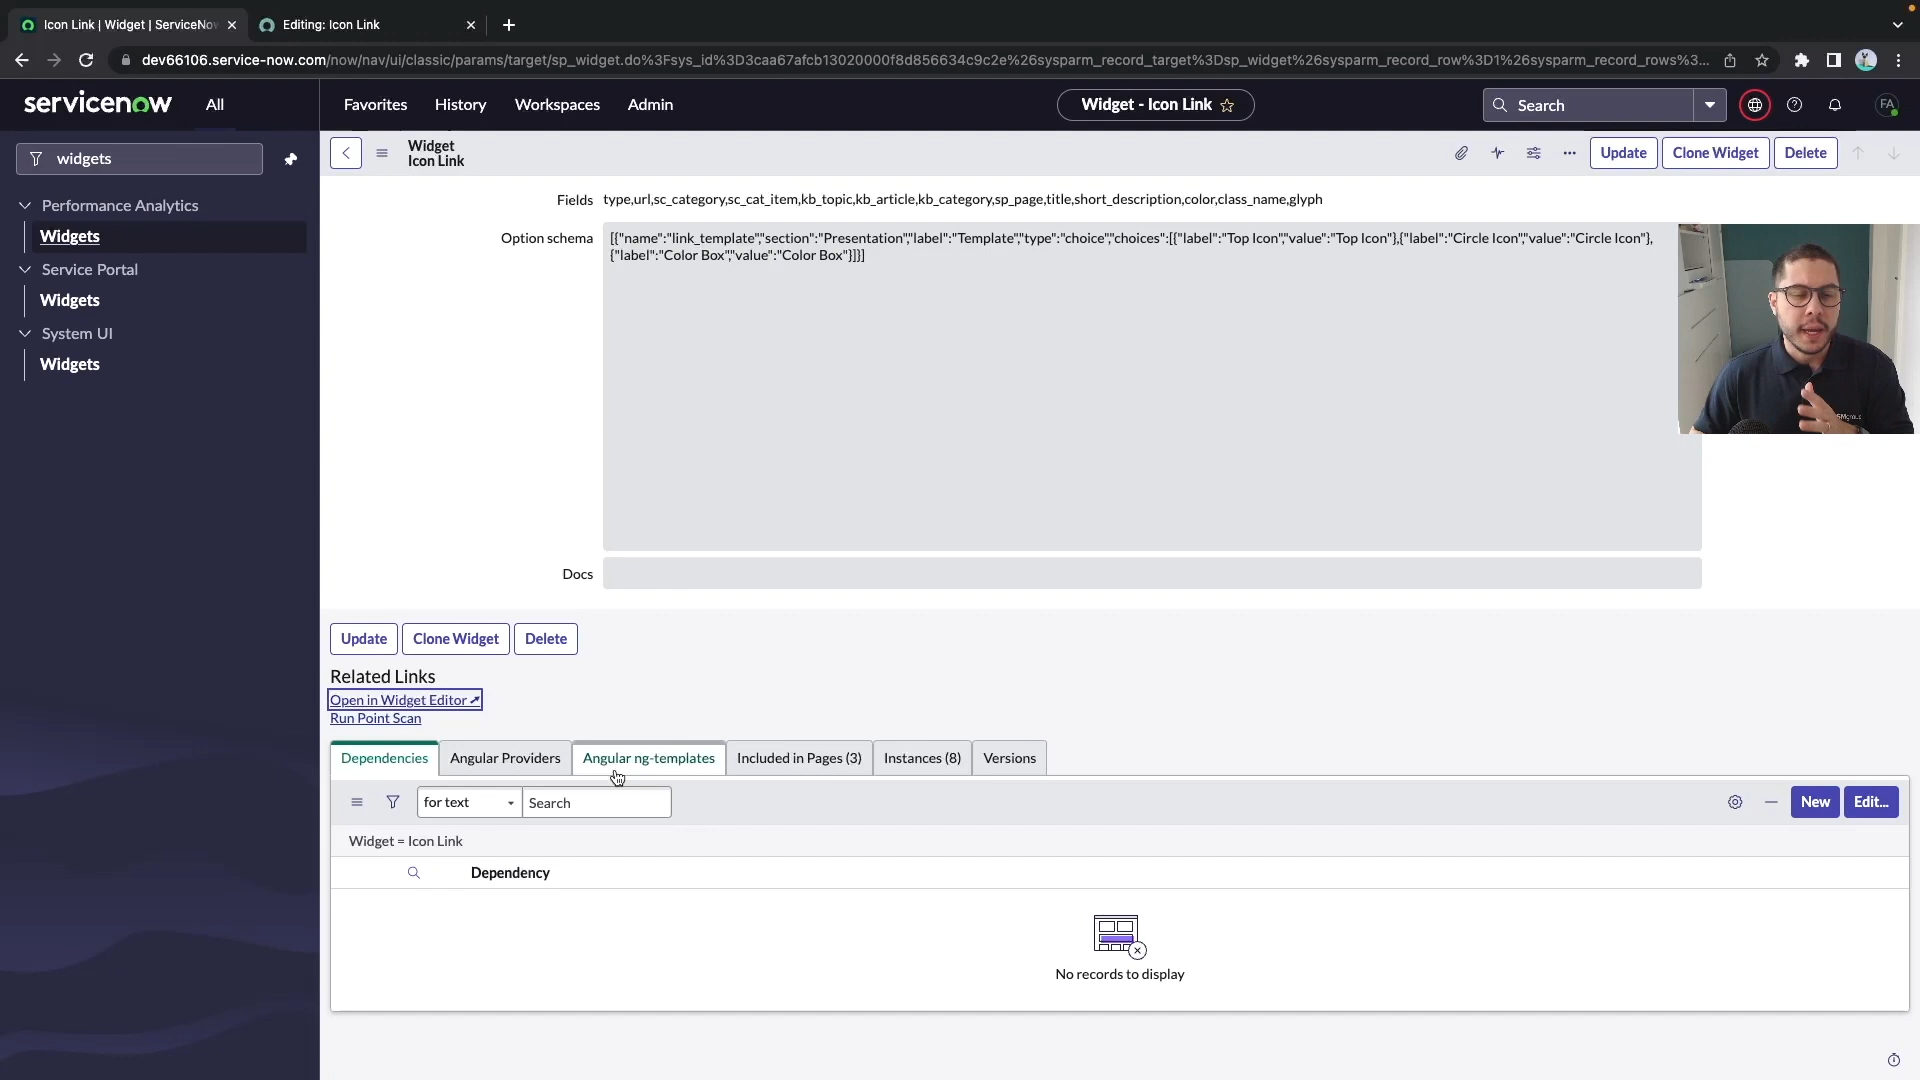 Icon Link | Widget | ServiceNow
Editing: Icon Link
dev66106.service-now.com/now/nav/ui/classic/params/target/sp_widget.do%3Fsys_id%3D3caa67afcb13020000f8d856634c9c2e%26sysparm_record_target%3Dsp_widget%26sysparm_record_row%3D1%26sysparm_record_rows%3...
servicenow
All
Favorites
History
Workspaces
Admin
Widget - Icon Link
Search
FA
widgets
Performance Analytics
Widgets
Service Portal
Widgets
System UI
Widgets
Widget
Icon Link
Update
Clone Widget
Delete
Fields
type,url,sc_category,sc_cat_item,kb_topic,kb_article,kb_category,sp_page,title,short_description,color,class_name,glyph
Option schema
[{"name":"link_template","section":"Presentation","label":"Template","type":"choice","choices":[{"label":"Top Icon","value":"Top Icon"},{"label":"Circle Icon","value":"Circle Icon"},
{"label":"Color Box","value":"Color Box"}]}]
Docs
Update
Clone Widget
Delete
Related Links
Open in Widget Editor ➚
Run Point Scan
Dependencies
Angular Providers
Angular ng-templates
Included in Pages (3)
Instances (8)
Versions
for text
Search
New
Edit...
Widget = Icon Link
Dependency
No records to display